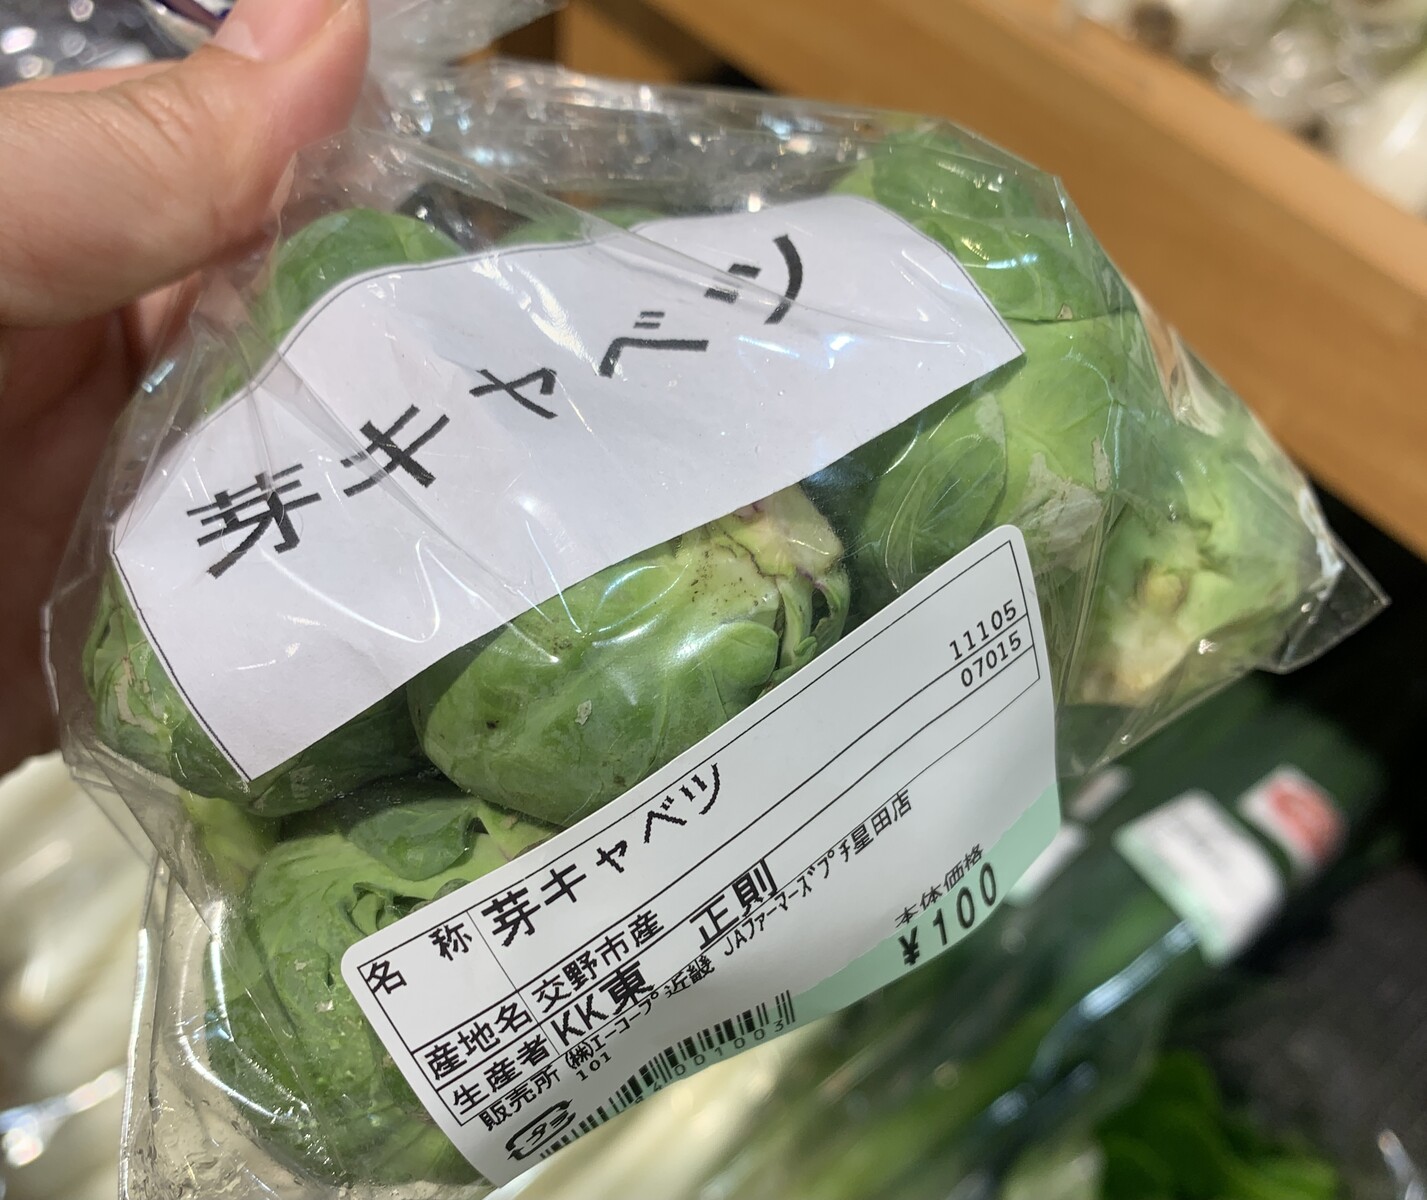 芽キャベツ
11105
07015
名 称 芽キャベツ
産地名 交野市産
生産者 KK東 正則
販売所 ㈱エーコープ近畿 JAファーマーズプチ星田店
101
本体価格
¥100